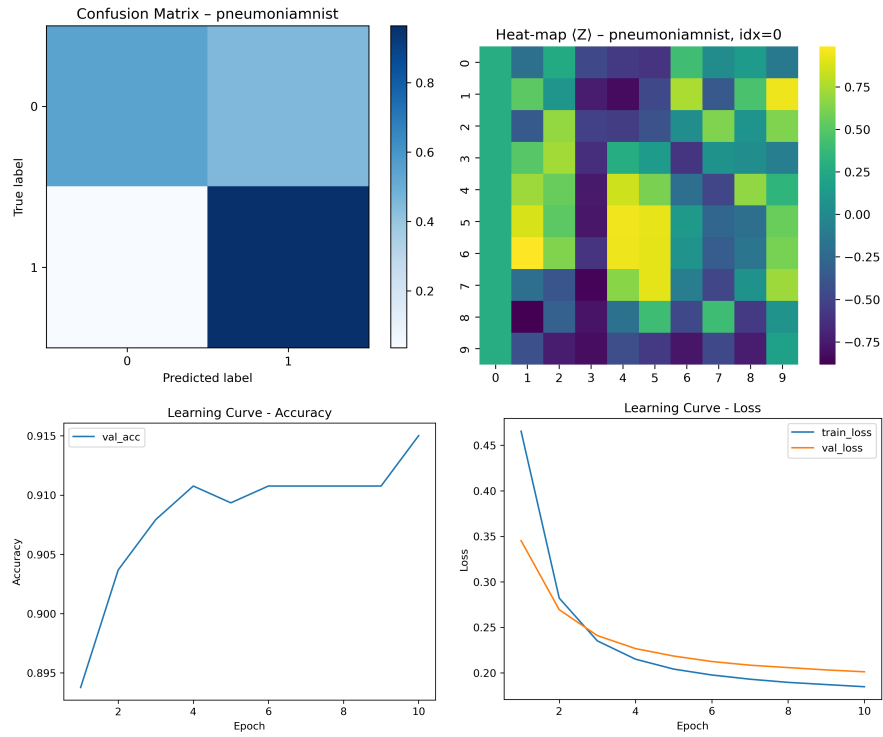 Confusion Matrix – pneumoniamnist
0
1
True label
0
1
Predicted label
0.8
0.6
0.4
0.2
Heat-map ⟨Z⟩ – pneumoniamnist, idx=0
0
1
2
3
4
5
6
7
8
9
0 1 2 3 4 5 6 7 8 9
0.75
0.50
0.25
0.00
−0.25
−0.50
−0.75
Learning Curve - Accuracy
val_acc
0.915
0.910
0.905
0.900
0.895
Accuracy
2 4 6 8 10
Epoch
Learning Curve - Loss
train_loss
val_loss
0.45
0.40
0.35
0.30
0.25
0.20
Loss
2 4 6 8 10
Epoch